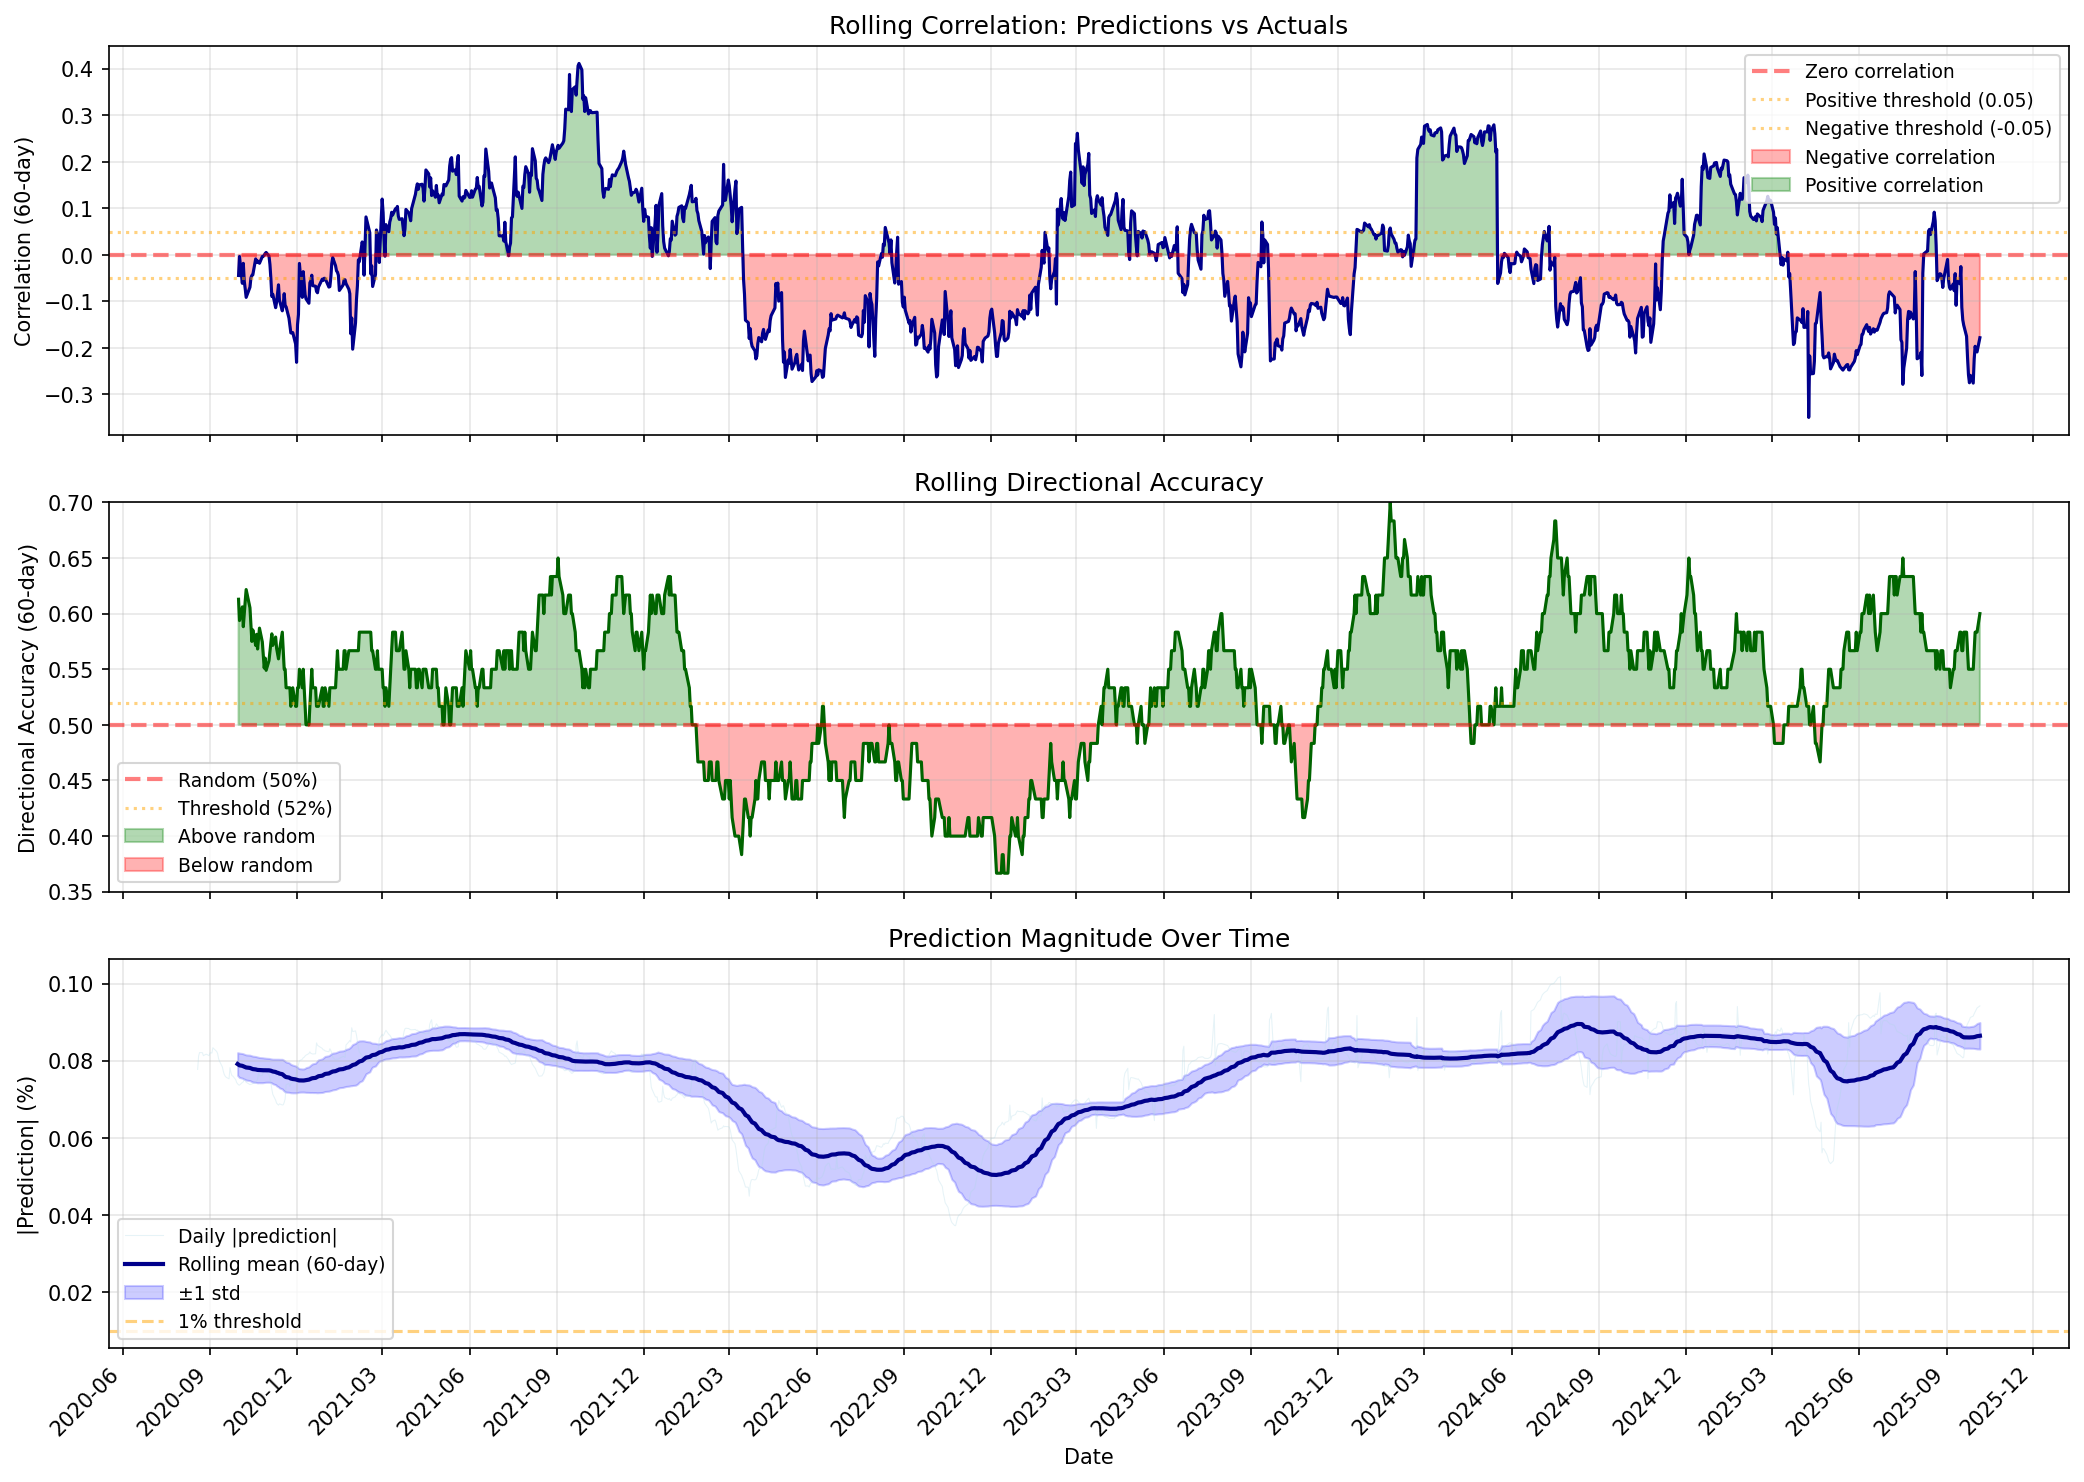 Rolling Correlation: Predictions vs Actuals
Correlation (60-day)
0.4
0.3
0.2
0.1
0.0
−0.1
−0.2
−0.3
Zero correlation
Positive threshold (0.05)
Negative threshold (-0.05)
Negative correlation
Positive correlation
Rolling Directional Accuracy
Directional Accuracy (60-day)
0.70
0.65
0.60
0.55
0.50
0.45
0.40
0.35
Random (50%)
Threshold (52%)
Above random
Below random
Prediction Magnitude Over Time
|Prediction| (%)
0.10
0.08
0.06
0.04
0.02
Daily |prediction|
Rolling mean (60-day)
±1 std
1% threshold
2020-06
2020-09
2020-12
2021-03
2021-06
2021-09
2021-12
2022-03
2022-06
2022-09
2022-12
2023-03
2023-06
2023-09
2023-12
2024-03
2024-06
2024-09
2024-12
2025-03
2025-06
2025-09
2025-12
Date